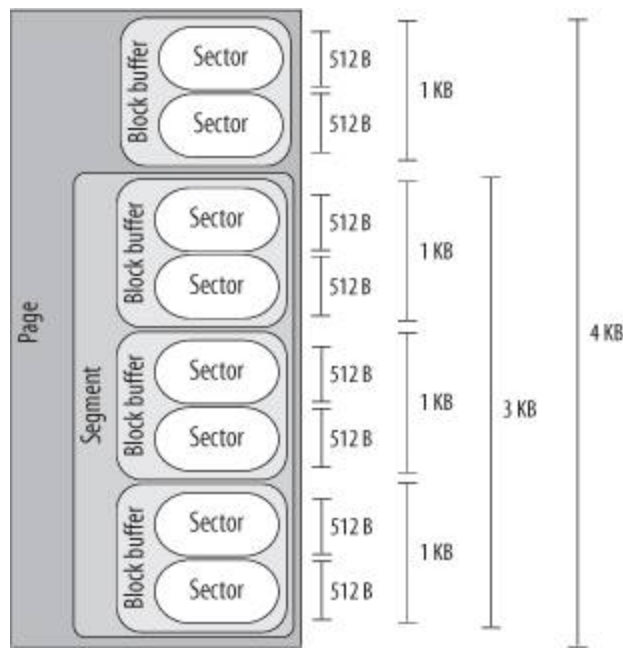 Page
Segment
Block buffer
Sector
Sector
512 B
512 B
1 KB
Block buffer
Sector
Sector
512 B
512 B
1 KB
Block buffer
Sector
Sector
512 B
512 B
1 KB
Block buffer
Sector
Sector
512 B
512 B
1 KB
3 KB
4 KB